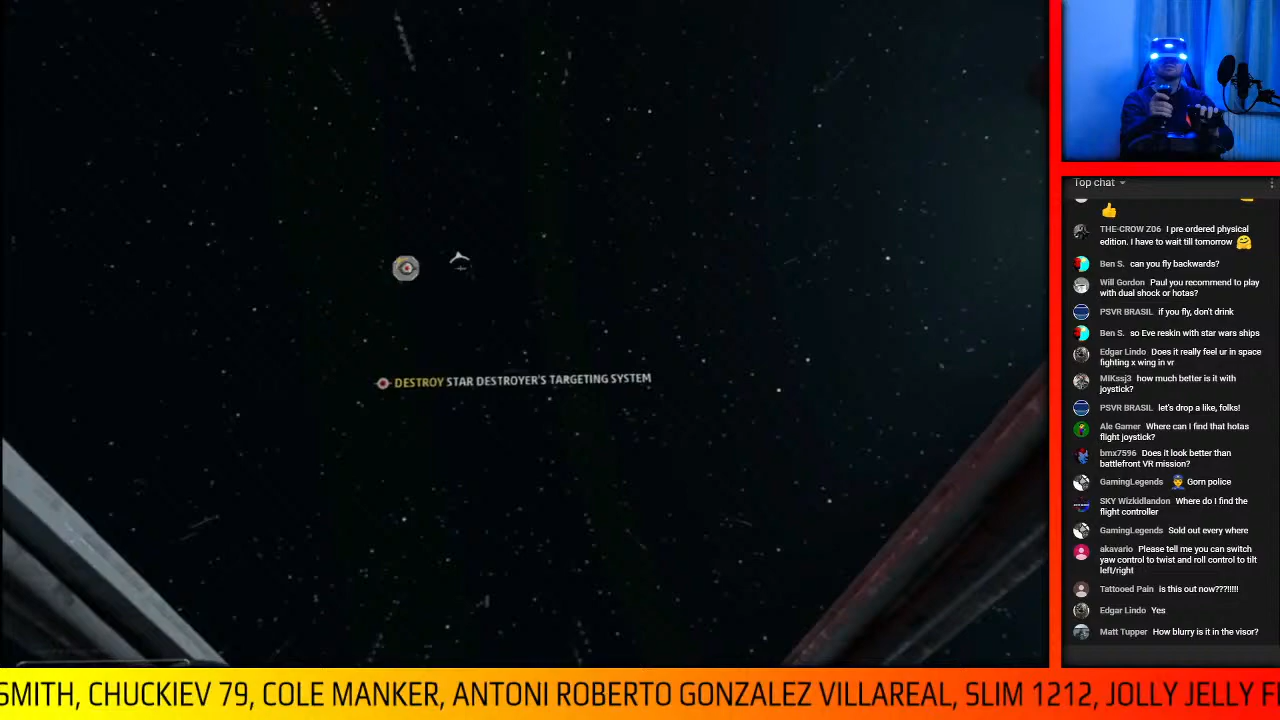 DESTROY STAR DESTROYER'S TARGETING SYSTEM
Top chat
THE-CROW Z06 I pre ordered physical
edition. I have to wait till tomorrow
Ben S. can you fly backwards?
Will Gordon Paul you recommend to play
with dual shock or hotas?
PSVR BRASIL if you fly, don't drink
Ben S. so Eve reskin with star wars ships
Edgar Lindo Does it really feel ur in space
fighting x wing in vr
MIKssj3 how much better is it with
joystick?
PSVR BRASIL let's drop a like, folks!
Ale Gamer Where can I find that hotas
flight joystick?
bmx7596 Does it look better than
battlefront VR mission?
GamingLegends Gorn police
SKY Wizkidlandon Where do I find the
flight controller
GamingLegends Sold out every where
akavario Please tell me you can switch
yaw control to twist and roll control to tilt
left/right
Tattooed Pain is this out now???!!!!!
Edgar Lindo Yes
Matt Tupper How blurry is it in the visor?
SMITH, CHUCKIEV 79, COLE MANKER, ANTONI ROBERTO GONZALEZ VILLAREAL, SLIM 1212, JOLLY JELLY F